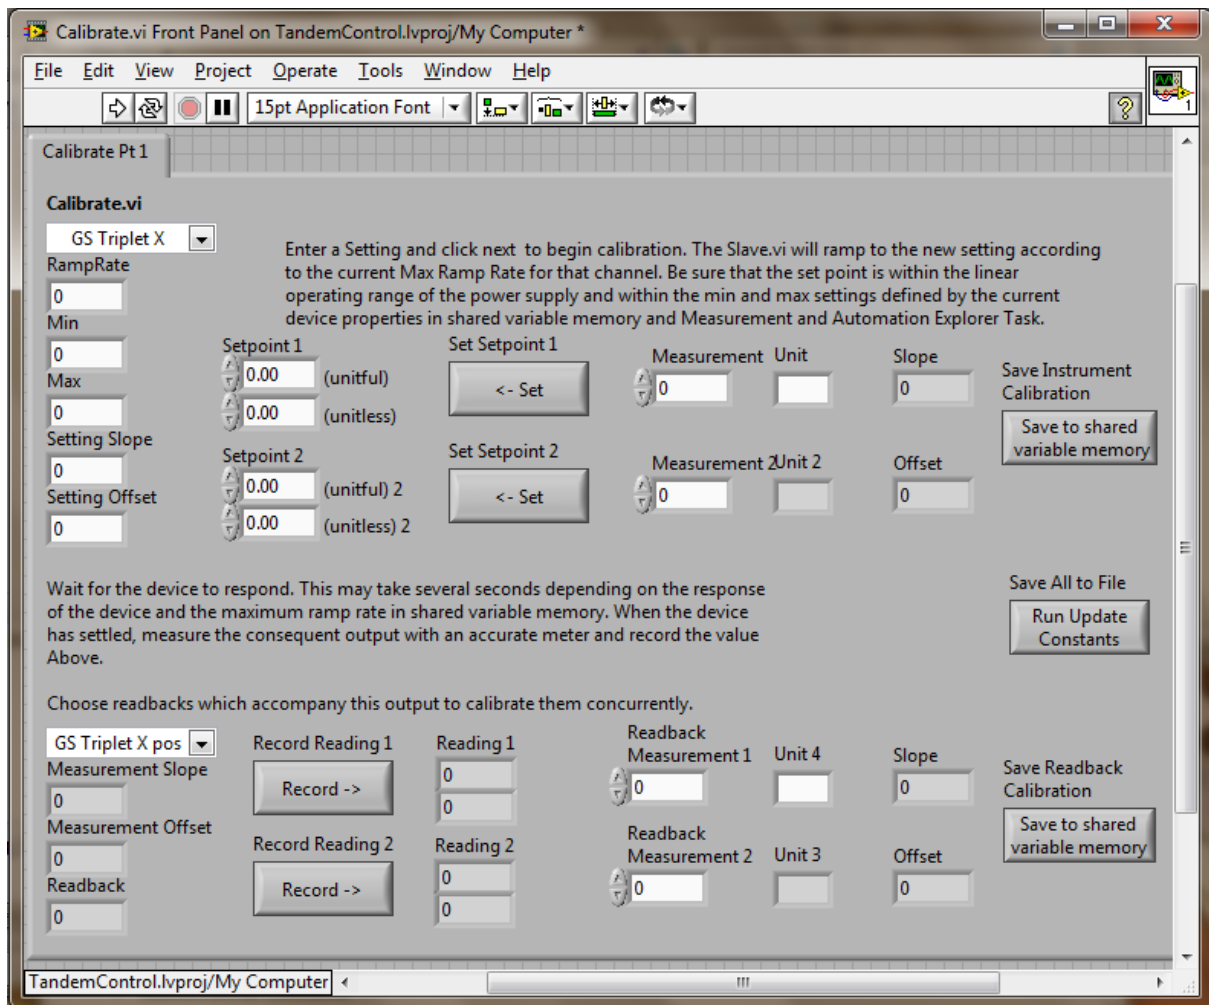 Calibrate.vi Front Panel on TandemControl.lvproj/My Computer *
File Edit View Project Operate Tools Window Help
15pt Application Font
1
Calibrate Pt 1
Calibrate.vi
GS Triplet X
Enter a Setting and click next to begin calibration. The Slave.vi will ramp to the new setting according
to the current Max Ramp Rate for that channel. Be sure that the set point is within the linear
operating range of the power supply and within the min and max settings defined by the current
device properties in shared variable memory and Measurement and Automation Explorer Task.
RampRate
0
Min
0
Max
0
Setting Slope
0
Setting Offset
0
Setpoint 1
0.00 (unitful)
0.00 (unitless)
Setpoint 2
0.00 (unitful) 2
0.00 (unitless) 2
Set Setpoint 1
<- Set
Set Setpoint 2
<- Set
Measurement Unit
0
Measurement 2 Unit 2
0
Slope
0
Offset
0
Save Instrument
Calibration
Save to shared
variable memory
Wait for the device to respond. This may take several seconds depending on the response
of the device and the maximum ramp rate in shared variable memory. When the device
has settled, measure the consequent output with an accurate meter and record the value
Above.
Save All to File
Run Update
Constants
Choose readbacks which accompany this output to calibrate them concurrently.
GS Triplet X pos
Measurement Slope
0
Measurement Offset
0
Readback
0
Record Reading 1
Record ->
Record Reading 2
Record ->
Reading 1
0
0
Reading 2
0
0
Readback
Measurement 1 Unit 4
0
Readback
Measurement 2 Unit 3
0
Slope
0
Offset
0
Save Readback
Calibration
Save to shared
variable memory
TandemControl.lvproj/My Computer